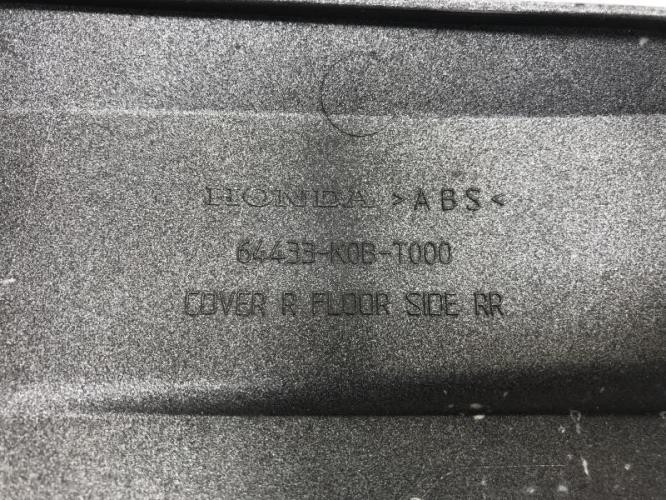 HONDA >ABS<
64433-K0B-T000
COVER R FLOOR SIDE RR